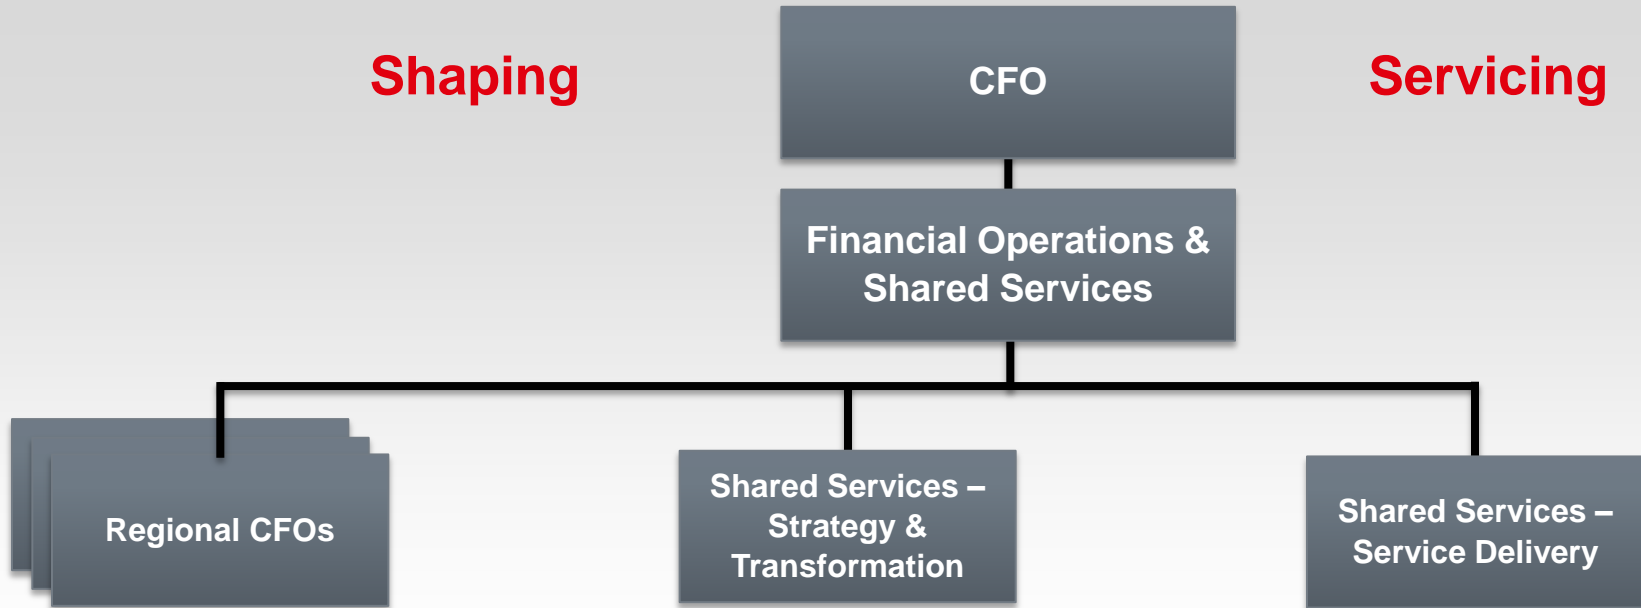 Shaping
CFO
Servicing
Financial Operations &
Shared Services
Regional CFOs
Shared Services –
Strategy &
Transformation
Shared Services –
Service Delivery